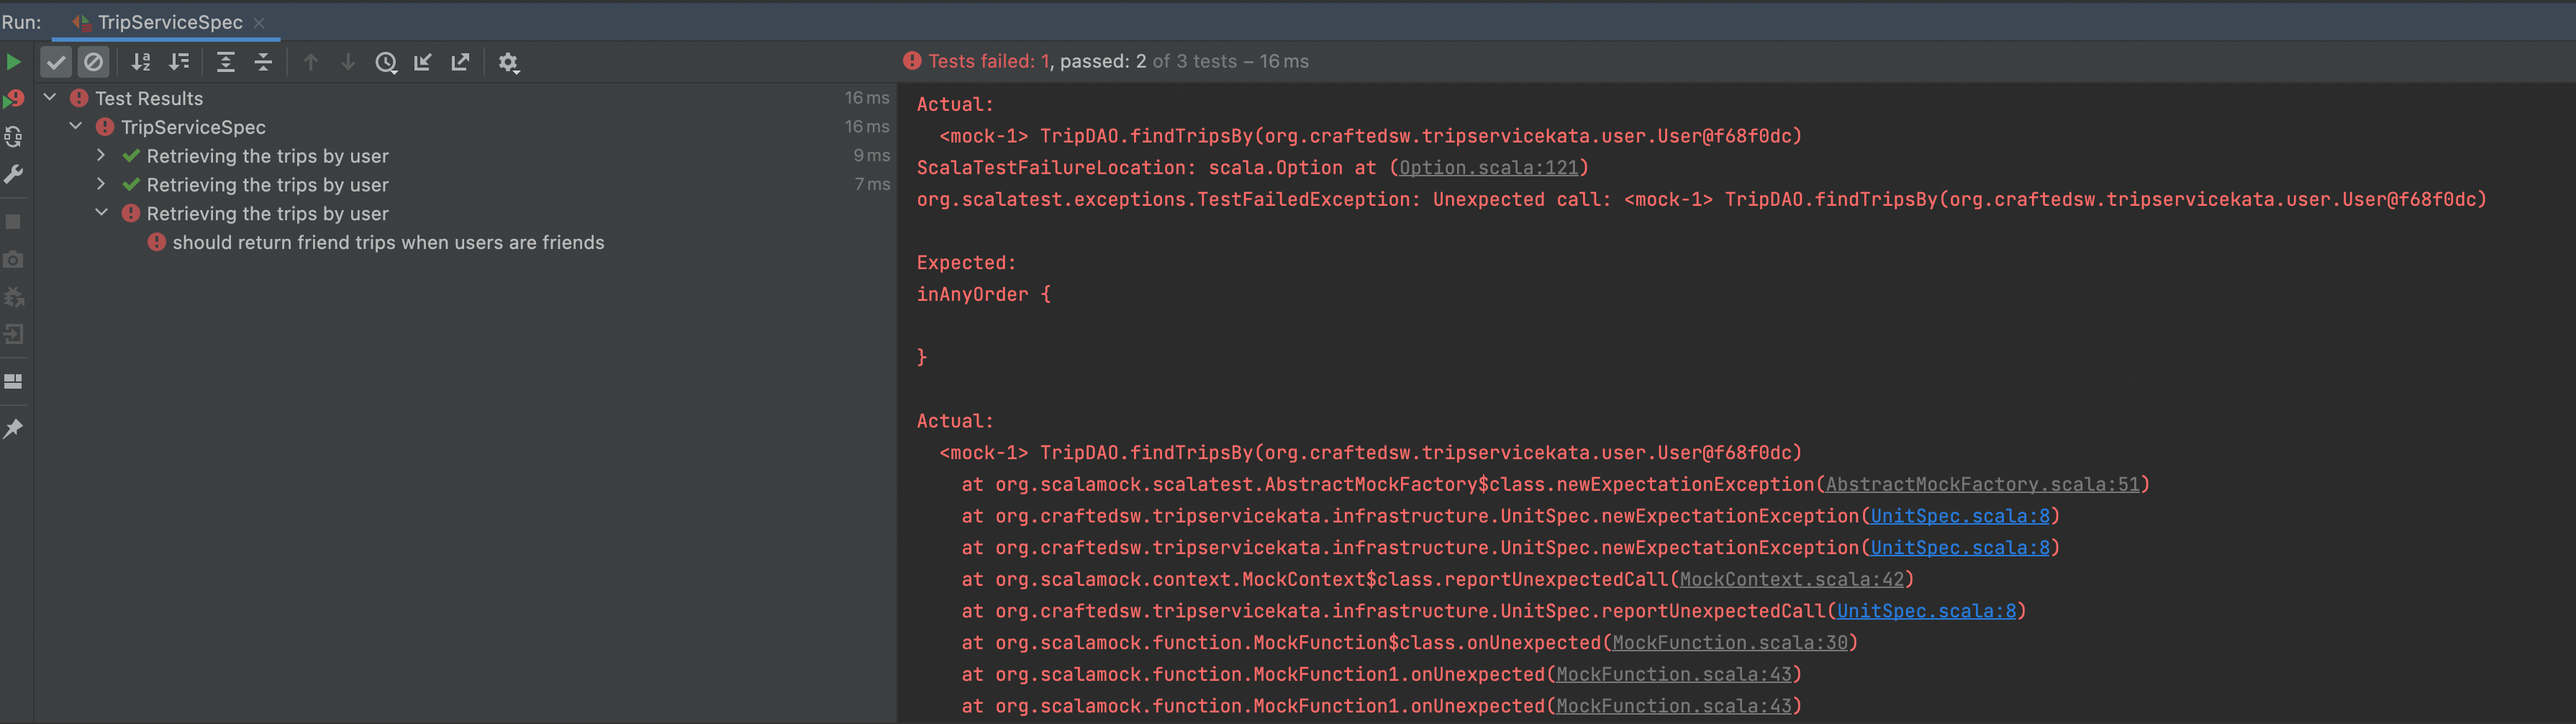 Run: TripServiceSpec
Tests failed: 1, passed: 2 of 3 tests – 16 ms
Test Results 16 ms
TripServiceSpec 16 ms
Retrieving the trips by user 9 ms
Retrieving the trips by user 7 ms
Retrieving the trips by user
should return friend trips when users are friends
Actual:
<mock-1> TripDAO.findTripsBy(org.craftedsw.tripservicekata.user.User@f68f0dc)
ScalaTestFailureLocation: scala.Option at (Option.scala:121)
org.scalatest.exceptions.TestFailedException: Unexpected call: <mock-1> TripDAO.findTripsBy(org.craftedsw.tripservicekata.user.User@f68f0dc)
Expected:
inAnyOrder {
}
Actual:
<mock-1> TripDAO.findTripsBy(org.craftedsw.tripservicekata.user.User@f68f0dc)
at org.scalamock.scalatest.AbstractMockFactory$class.newExpectationException(AbstractMockFactory.scala:51)
at org.craftedsw.tripservicekata.infrastructure.UnitSpec.newExpectationException(UnitSpec.scala:8)
at org.craftedsw.tripservicekata.infrastructure.UnitSpec.newExpectationException(UnitSpec.scala:8)
at org.scalamock.context.MockContext$class.reportUnexpectedCall(MockContext.scala:42)
at org.craftedsw.tripservicekata.infrastructure.UnitSpec.reportUnexpectedCall(UnitSpec.scala:8)
at org.scalamock.function.MockFunction$class.onUnexpected(MockFunction.scala:30)
at org.scalamock.function.MockFunction1.onUnexpected(MockFunction.scala:43)
at org.scalamock.function.MockFunction1.onUnexpected(MockFunction.scala:43)